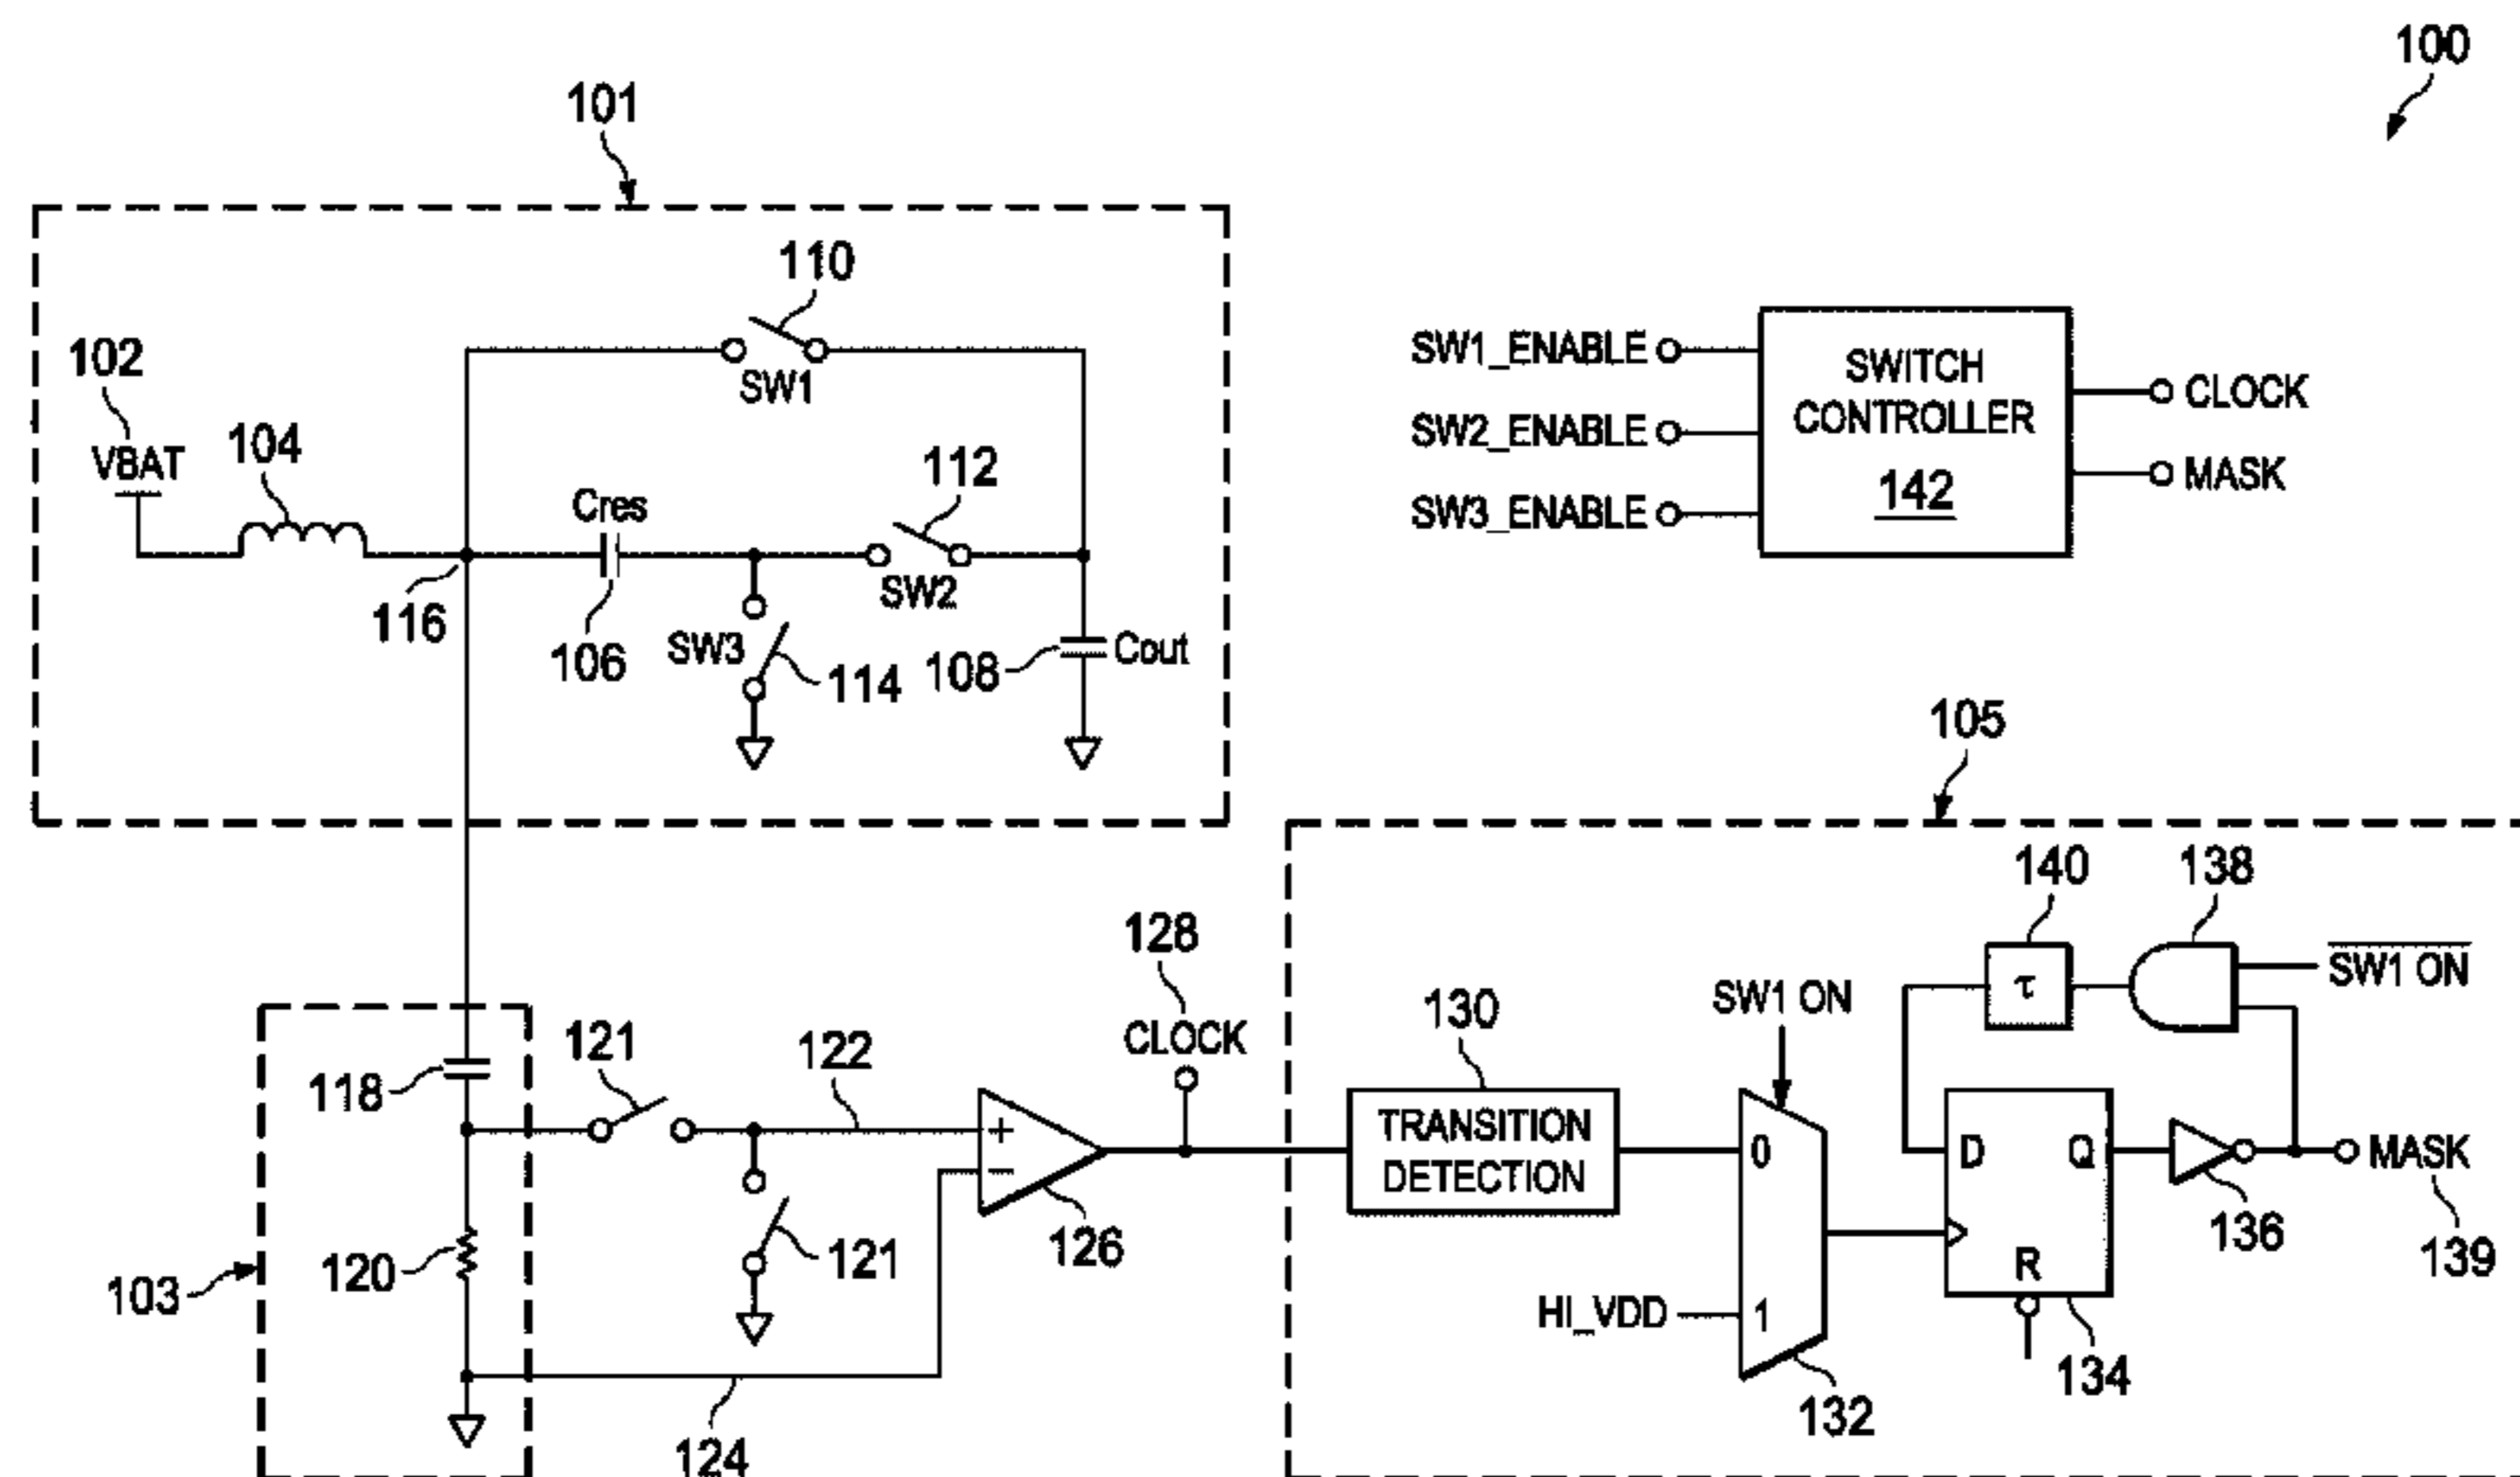 100
101
110
102
VBAT
104
SW1
112
Cres
116
106
SW3
SW2
114
108
Cout
SW1_ENABLE
SW2_ENABLE
SW3_ENABLE
SWITCH
CONTROLLER
142
CLOCK
MASK
105
140
138
τ
SW1 ON
128
CLOCK
130
SW1 ON
121
122
118
+
−
TRANSITION
DETECTION
0
D
Q
MASK
139
136
126
120
121
103
HI_VDD
1
R
134
132
124